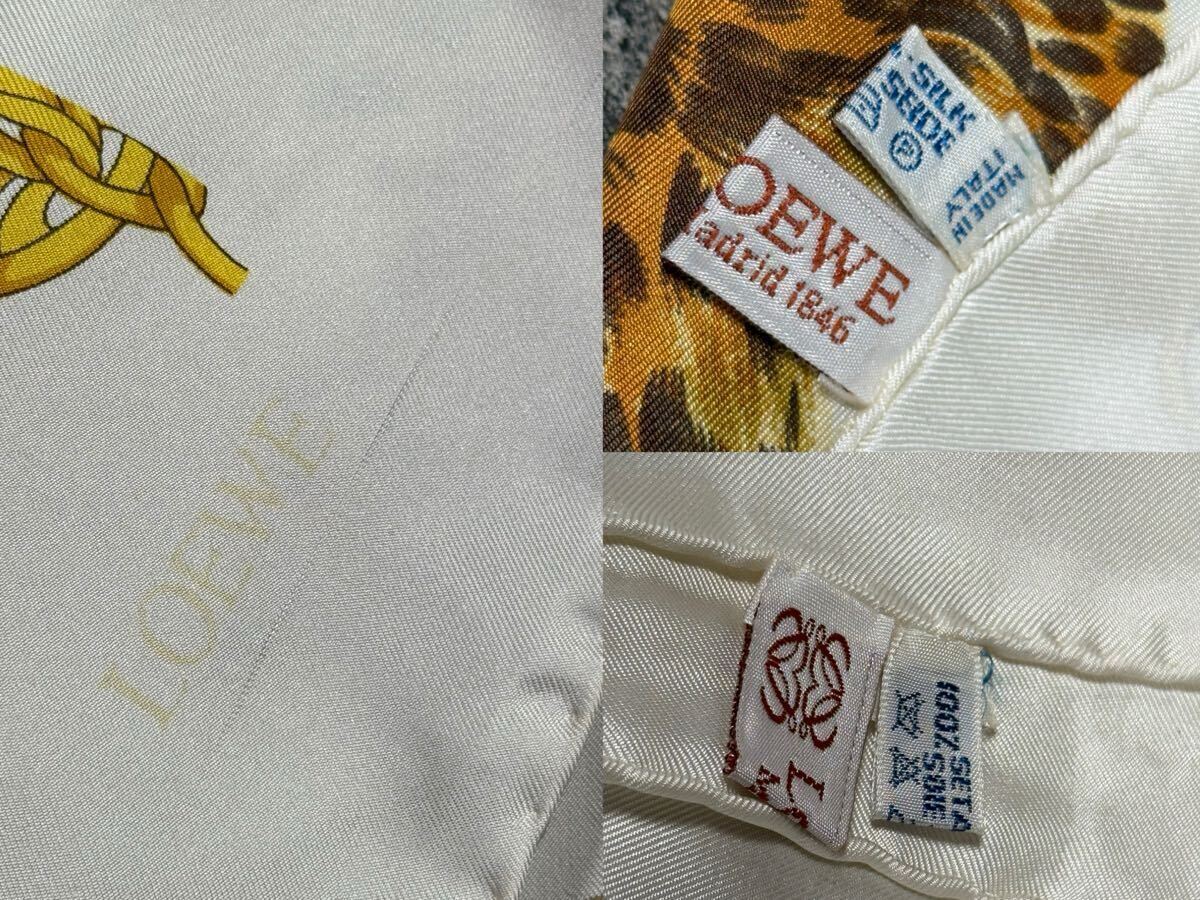 LOEWE
SILK
SEIDE
P
MADE IN
ITALY
OEWE
adrid 1846
100% SETA